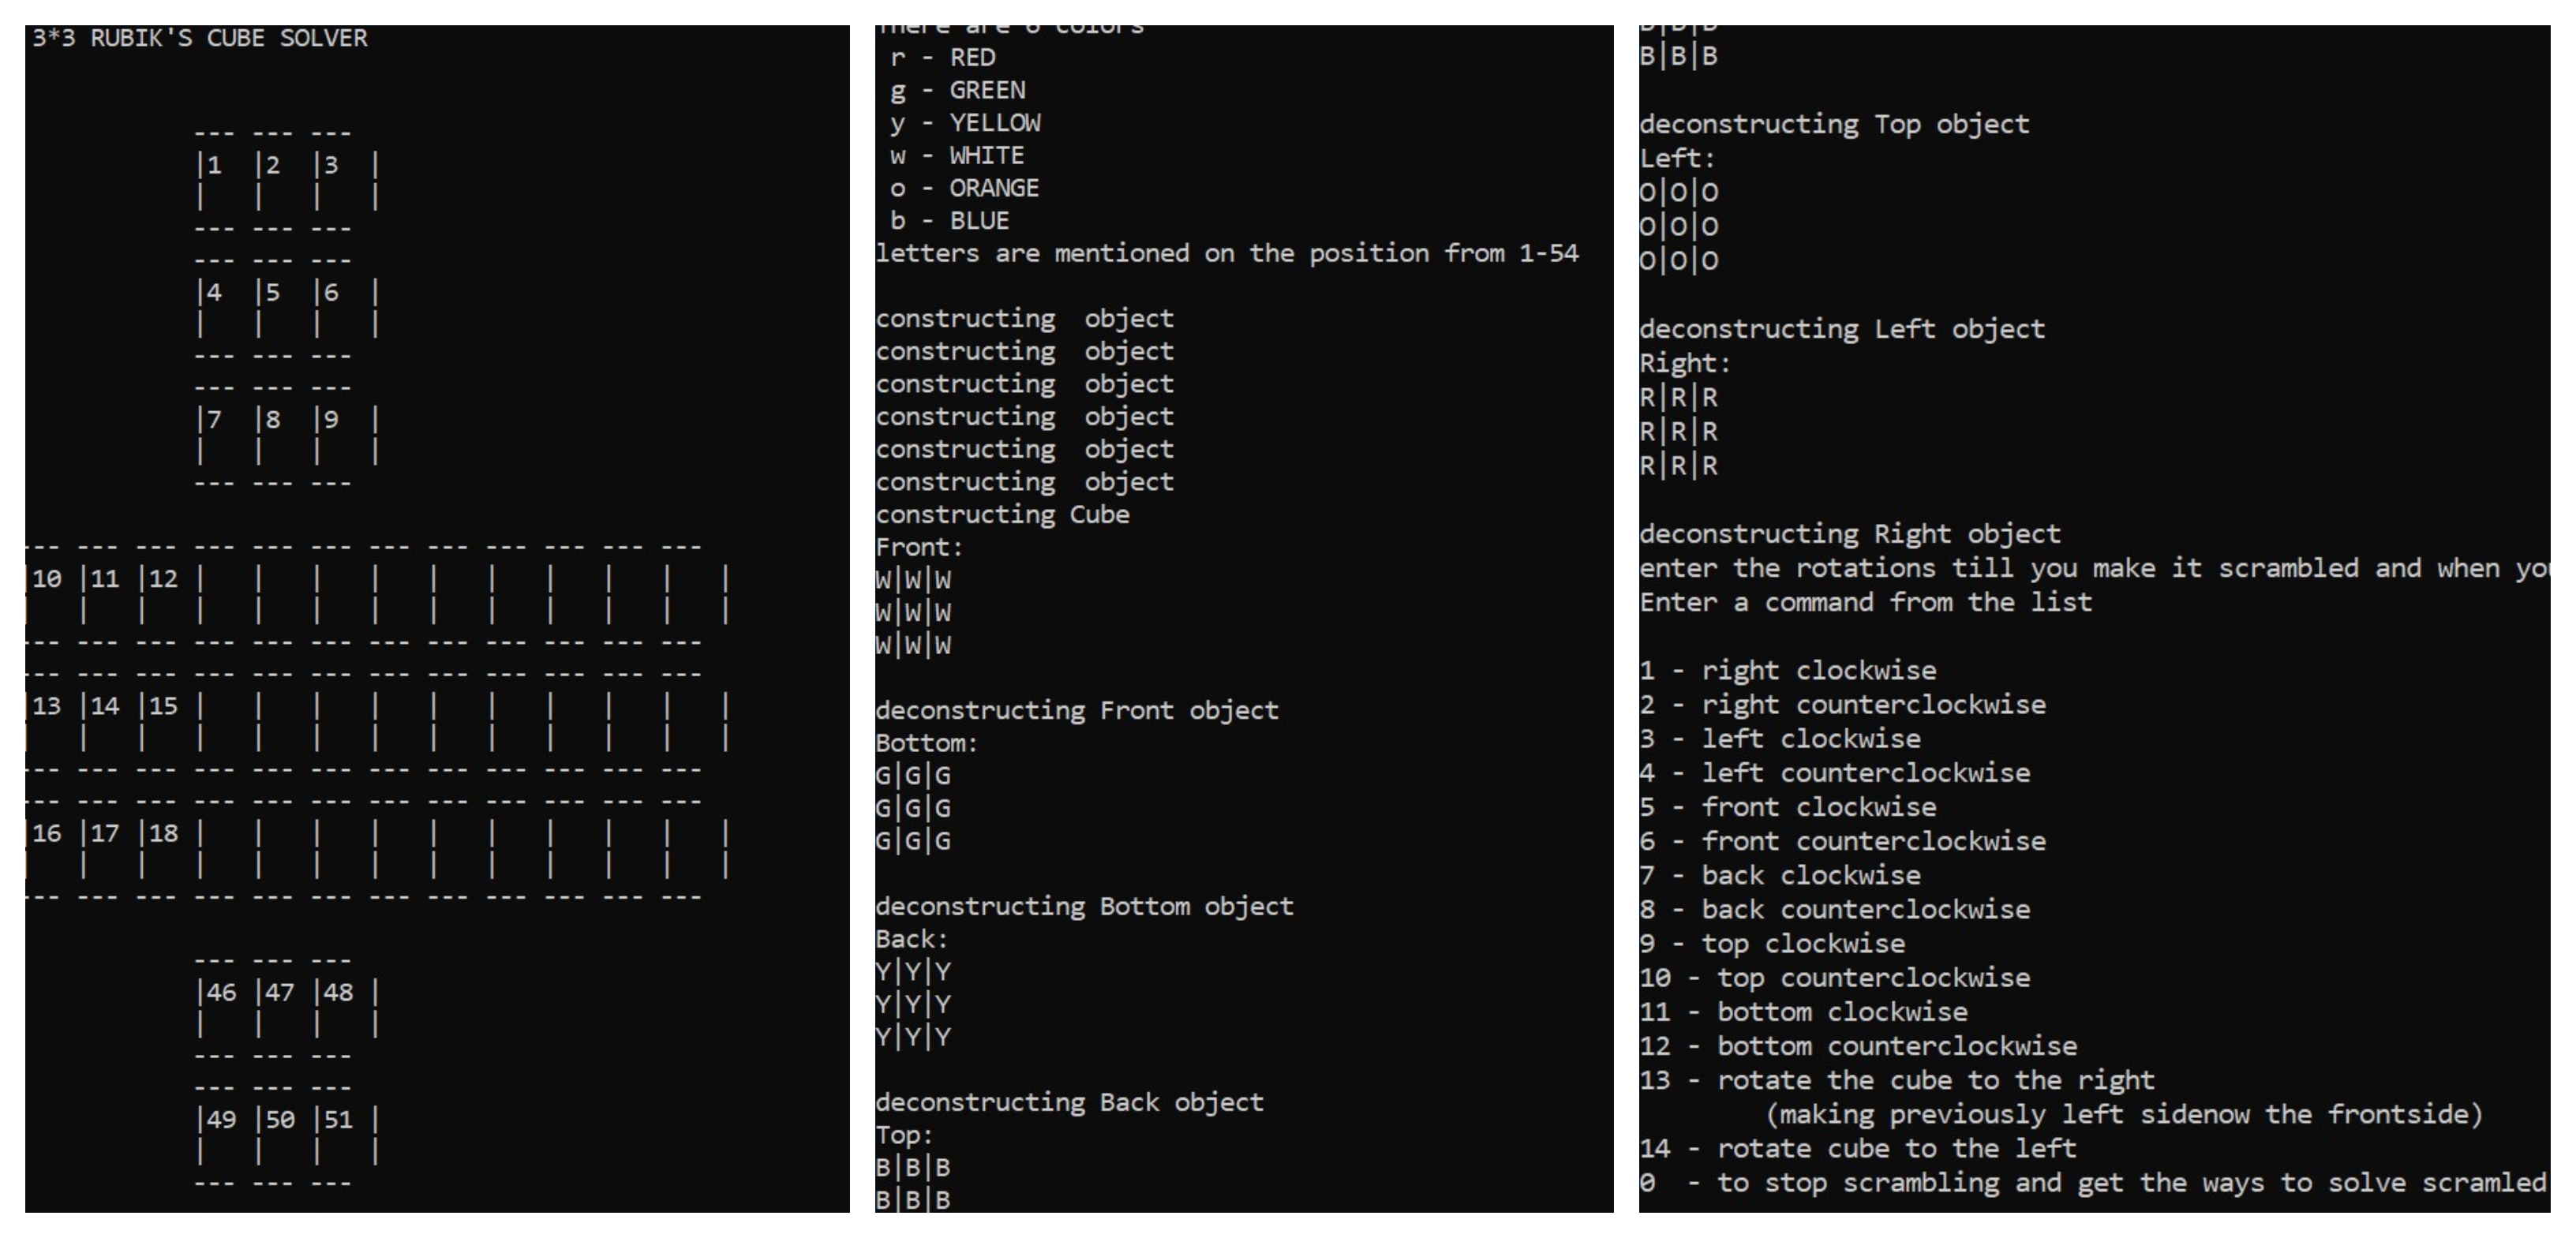 3*3 RUBIK'S CUBE SOLVER
--- --- ---
|1  |2  |3  |
|   |   |   |
--- --- ---
--- --- ---
|4  |5  |6  |
|   |   |   |
--- --- ---
--- --- ---
|7  |8  |9  |
|   |   |   |
--- --- ---
--- --- --- --- --- --- --- --- --- --- --- ---
|10 |11 |12 |   |   |   |   |   |   |   |   |   |
|   |   |   |   |   |   |   |   |   |   |   |   |
--- --- --- --- --- --- --- --- --- --- --- ---
--- --- --- --- --- --- --- --- --- --- --- ---
|13 |14 |15 |   |   |   |   |   |   |   |   |   |
|   |   |   |   |   |   |   |   |   |   |   |   |
--- --- --- --- --- --- --- --- --- --- --- ---
--- --- --- --- --- --- --- --- --- --- --- ---
|16 |17 |18 |   |   |   |   |   |   |   |   |   |
|   |   |   |   |   |   |   |   |   |   |   |   |
--- --- --- --- --- --- --- --- --- --- --- ---
--- --- ---
|46 |47 |48 |
|   |   |   |
--- --- ---
--- --- ---
|49 |50 |51 |
|   |   |   |
--- --- ---
There are 6 colors
r - RED
g - GREEN
y - YELLOW
w - WHITE
o - ORANGE
b - BLUE
letters are mentioned on the position from 1-54
constructing  object
constructing  object
constructing  object
constructing  object
constructing  object
constructing  object
constructing Cube
Front:
W|W|W
W|W|W
W|W|W
deconstructing Front object
Bottom:
G|G|G
G|G|G
G|G|G
deconstructing Bottom object
Back:
Y|Y|Y
Y|Y|Y
Y|Y|Y
deconstructing Back object
Top:
B|B|B
B|B|B
B|B|B
B|B|B
deconstructing Top object
Left:
O|O|O
O|O|O
O|O|O
deconstructing Left object
Right:
R|R|R
R|R|R
R|R|R
deconstructing Right object
enter the rotations till you make it scrambled and when
Enter a command from the list
1 - right clockwise
2 - right counterclockwise
3 - left clockwise
4 - left counterclockwise
5 - front clockwise
6 - front counterclockwise
7 - back clockwise
8 - back counterclockwise
9 - top clockwise
10 - top counterclockwise
11 - bottom clockwise
12 - bottom counterclockwise
13 - rotate the cube to the right
(making previously left sidenow the frontside)
14 - rotate cube to the left
0  - to stop scrambling and get the ways to solve scramled